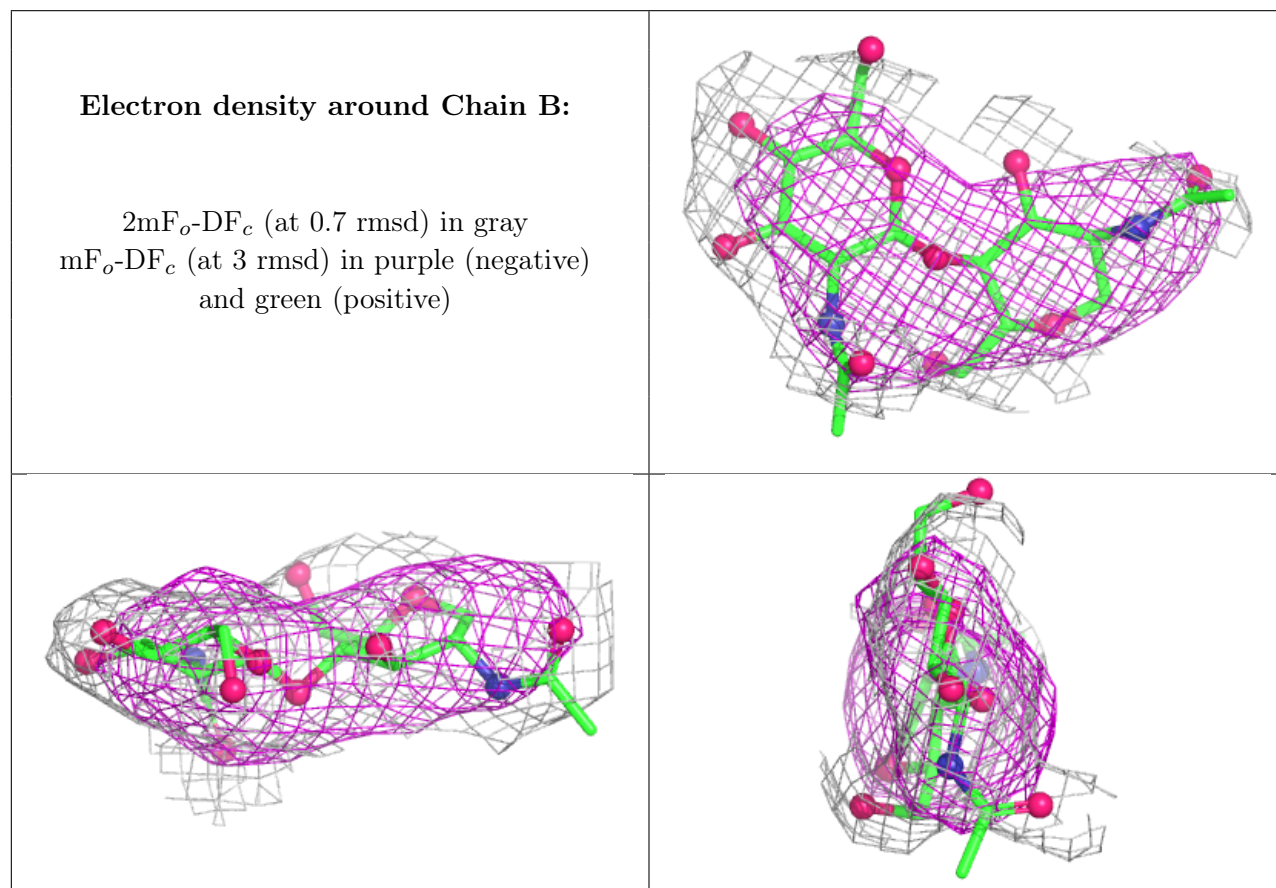 Electron density around Chain B:
2mFₒ-DF𝒸 (at 0.7 rmsd) in gray
mFₒ-DF𝒸 (at 3 rmsd) in purple (negative)
and green (positive)